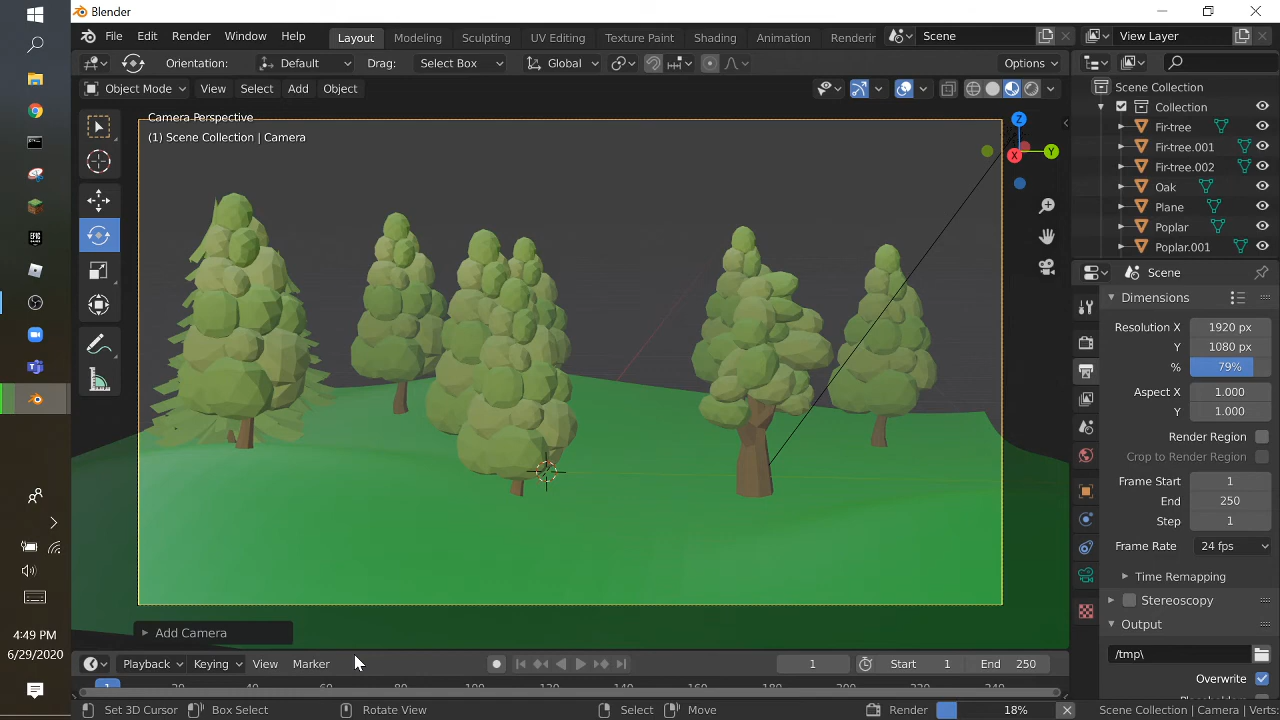 Blender
File Edit Render Window Help Layout Modeling Sculpting UV Editing Texture Paint Shading Animation Renderin Scene View Layer
Orientation: Default Drag: Select Box Global Options
Object Mode View Select Add Object
Camera Perspective
(1) Scene Collection | Camera
Z
X
Y
Add Camera
Scene Collection
Collection
Fir-tree
Fir-tree.001
Fir-tree.002
Oak
Plane
Poplar
Poplar.001
Scene
Dimensions
Resolution X 1920 px
Y 1080 px
% 79%
Aspect X 1.000
Y 1.000
Render Region
Crop to Render Region
Frame Start 1
End 250
Step 1
Frame Rate 24 fps
Time Remapping
Stereoscopy
Output
/tmp\
Overwrite
Playback Keying View Marker 1 Start 1 End 250
1
Set 3D Cursor Box Select Rotate View Select Move Render 18% Scene Collection | Camera | Verts:
4:49 PM
6/29/2020